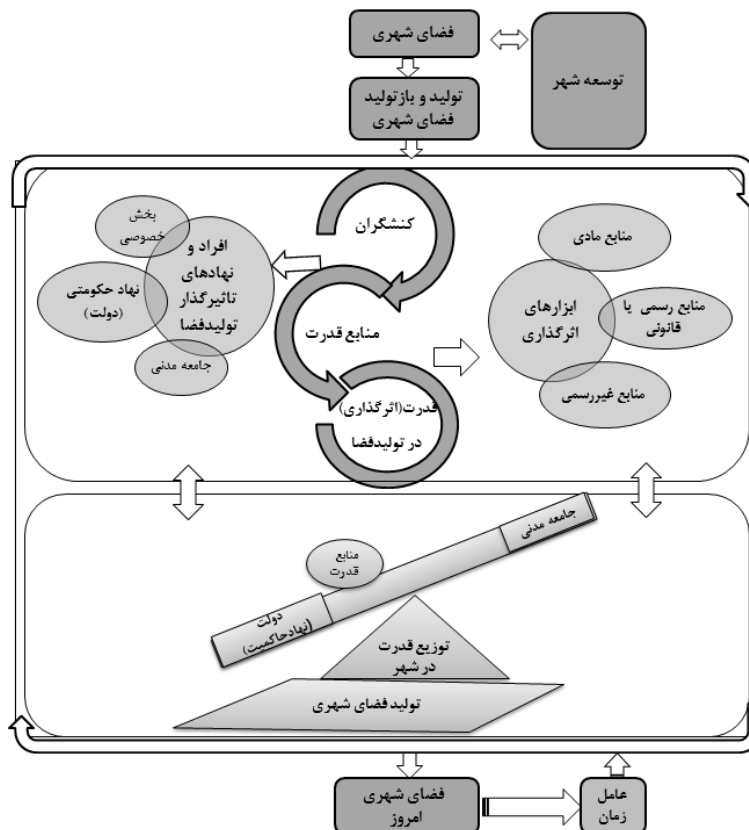 فضای شهری
توسعه شهر
تولید و بازتولید
فضای شهری
کنشگران
منابع قدرت
قدرت(اثرگذاری)
در تولیدفضا
بخش
خصوصی
افراد و
نهادهای
تاثیرگذار
تولیدفضا
نهاد حکومتی
(دولت)
جامعه مدنی
منابع مادی
ابزارهای
اثرگذاری
منابع رسمی یا
قانونی
منابع غیررسمی
جامعه مدنی
منابع
قدرت
دولت
(نهادحاکمیت)
توزیع قدرت
در شهر
تولید فضای شهری
فضای شهری
امروز
عامل
زمان